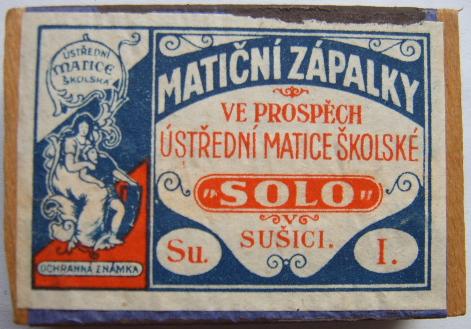 ÚSTŘEDNÍ
MATICE
ŠKOLSKÁ
OCHRANNÁ ZNÁMKA
MATIČNÍ ZÁPALKY
VE PROSPĚCH
ÚSTŘEDNÍ MATICE ŠKOLSKÉ
"SOLO"
V
SUŠICI.
Su.
I.